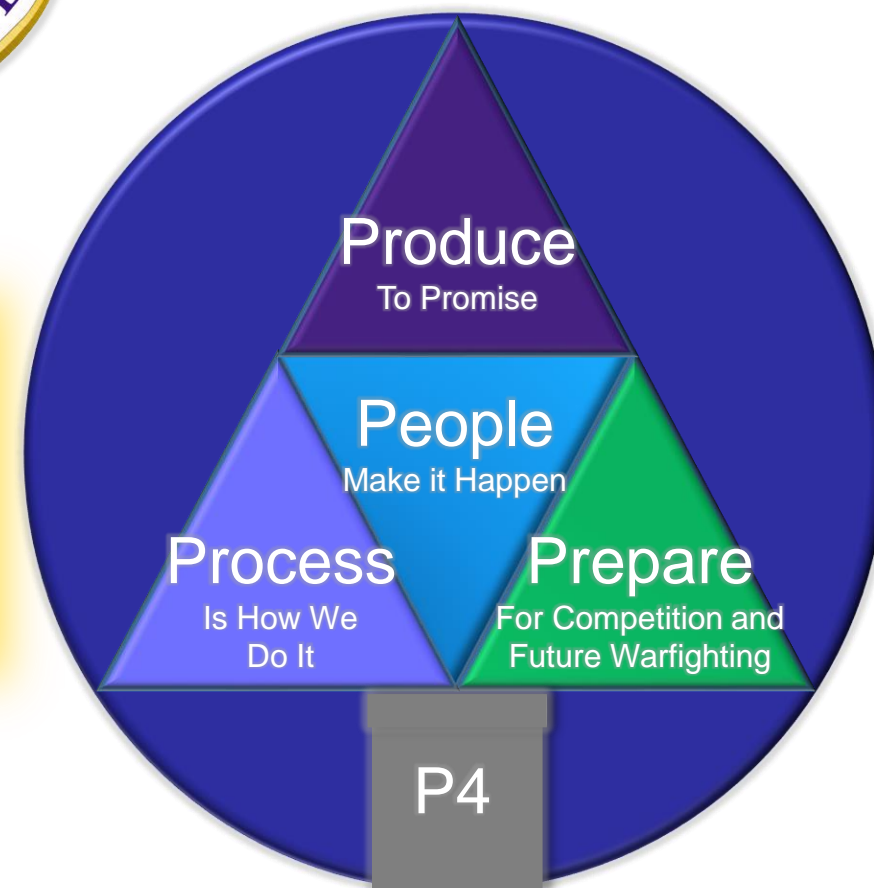 Produce
To Promise
People
Make it Happen
Process
Is How We
Do It
Prepare
For Competition and
Future Warfighting
P4